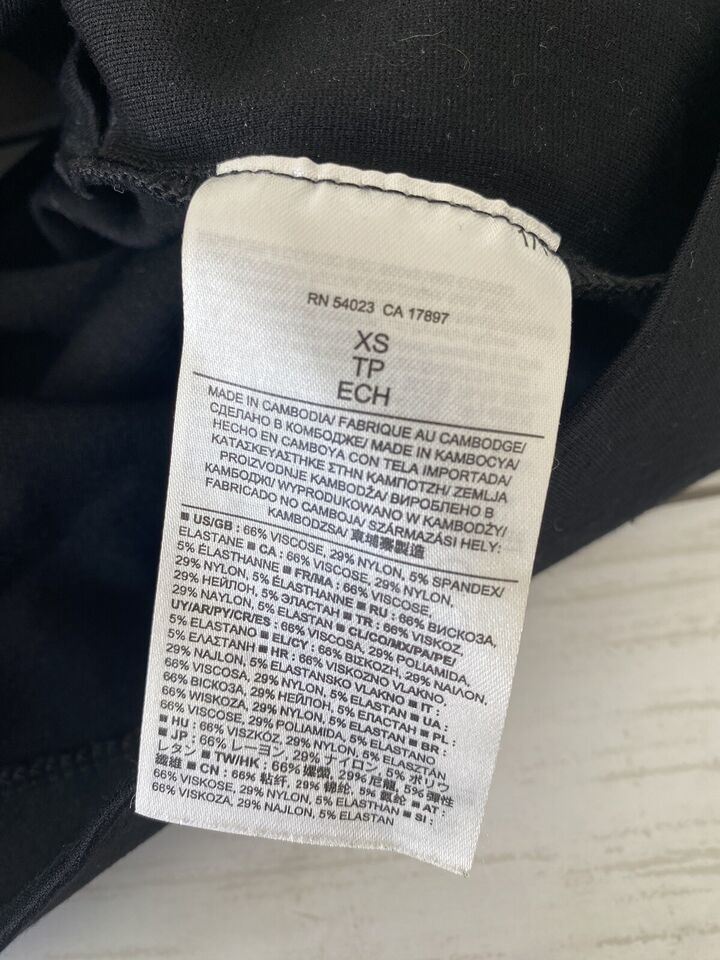 RN 54023 CA 17897
XS
TP
ECH
MADE IN CAMBODIA/ FABRIQUE AU CAMBODGE/
СДЕЛАНО В КОМБОДЖЕ/ MADE IN KAMBOCYA/
HECHO EN CAMBOYA CON TELA IMPORTADA/
ΚΑΤΑΣΚΕΥΑΣΤΗΚΕ ΣΤΗΝ ΚΑΜΠΟΤΖΗ/ ZEMLJA
PROIZVODNJE KAMBODŽA/ ВИРОБЛЕНО В
КАМБОДЖІ/ WYPRODUKOWANO W KAMBODŻY/
FABRICADO NO CAMBOJA/ SZÁRMAZÁSI HELY:
KAMBODZSA/ 東埔寨製造
■ US/GB : 66% VISCOSE, 29% NYLON, 5% SPANDEX/
ELASTANE ■ CA : 66% VISCOSE, 29% NYLON,
5% ÉLASTHANNE ■ FR/MA : 66% VISCOSE,
29% NYLON, 5% ÉLASTHANNE ■ RU : 66% ВИСКОЗА,
29% НЕЙЛОН, 5% ЭЛАСТАН ■ TR : 66% VISKOZ,
29% NAYLON, 5% ELASTAN ■ CL/CO/MX/PA/PE/
UY/AR/PY/CR/ES : 66% VISCOSA, 29% POLIAMIDA,
5% ELASTANO ■ EL/CY : 66% ΒΙΣΚΟΖΗ, 29% ΝΑΙΛΟΝ,
5% ΕΛΑΣΤΑΝΗ ■ HR : 66% VISKOZNO VLAKNO,
29% NAJLON, 5% ELASTANSKO VLAKNO ■ IT :
66% VISCOSA, 29% NYLON, 5% ELASTAN ■ UA :
66% ВІСКОЗА, 29% НЕЙЛОН, 5% ЕЛАСТАН ■ PL :
66% WISKOZA, 29% NYLON, 5% ELASTAN ■ BR :
66% VISCOSE, 29% POLIAMIDA, 5% ELASTANO
■ HU : 66% VISZKÓZ, 29% NYLON, 5% ELASZTÁN
■ JP : 66% レーヨン, 29% ナイロン, 5% ポリウ
レタン ■ TW/HK : 66% 嫘縈, 29% 尼龍, 5% 彈性
纖維 ■ CN : 66% 粘纤, 29% 锦纶, 5% 氨纶 ■ AT :
66% VISKOSE, 29% NYLON, 5% ELASTHAN ■ SI :
66% VISKOZA, 29% NAJLON, 5% ELASTAN